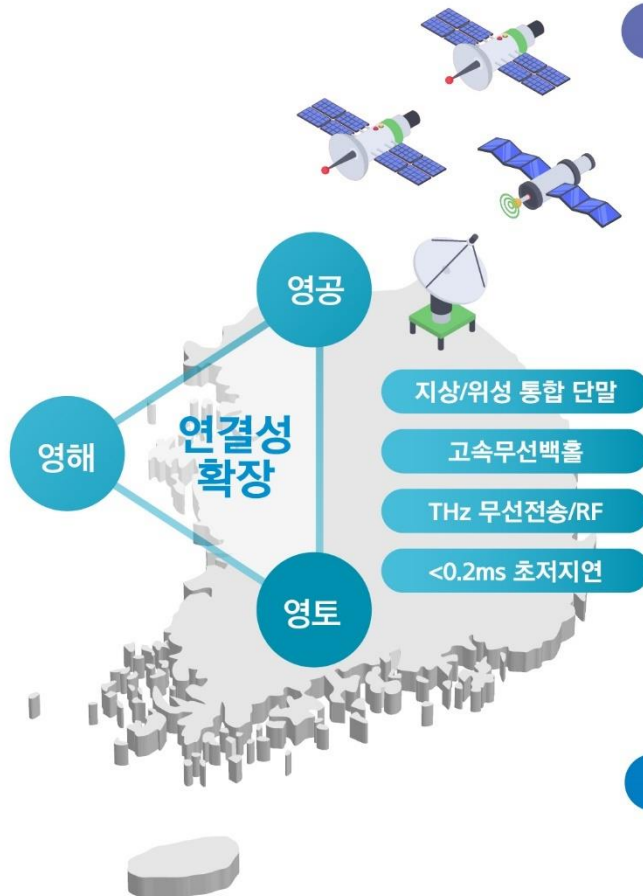 영공
영해
연결성
확장
영토
지상/위성 통합 단말
고속무선백홀
THz 무선전송/RF
<0.2ms 초저지연